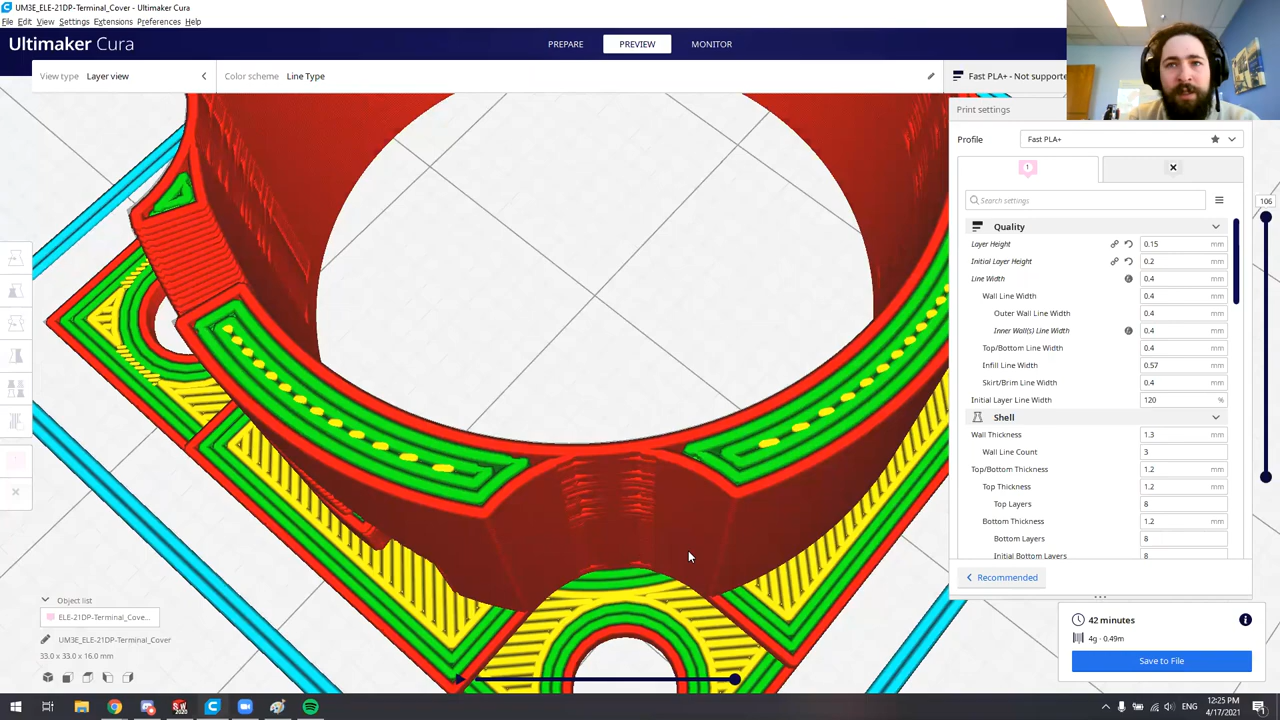 UM3E_ELE-21DP-Terminal_Cover - Ultimaker Cura
File Edit View Settings Extensions Preferences Help
Ultimaker Cura
PREPARE PREVIEW MONITOR
View type Layer view
Color scheme Line Type
Fast PLA+ - Not supporte
Print settings
Profile Fast PLA+
1
Search settings
106
Quality
Layer Height 0.15 mm
Initial Layer Height 0.2 mm
Line Width 0.4 mm
Wall Line Width 0.4 mm
Outer Wall Line Width 0.4 mm
Inner Wall(s) Line Width 0.4 mm
Top/Bottom Line Width 0.4 mm
Infill Line Width 0.57 mm
Skirt/Brim Line Width 0.4 mm
Initial Layer Line Width 120 %
Shell
Wall Thickness 1.3 mm
Wall Line Count 3
Top/Bottom Thickness 1.2 mm
Top Thickness 1.2 mm
Top Layers 8
Bottom Thickness 1.2 mm
Bottom Layers 8
Initial Bottom Layers 8
Recommended
Object list
ELE-21DP-Terminal_Cove...
UM3E_ELE-21DP-Terminal_Cover
33.0 x 33.0 x 16.0 mm
42 minutes
4g · 0.49m
Save to File
12:25 PM
4/17/2021